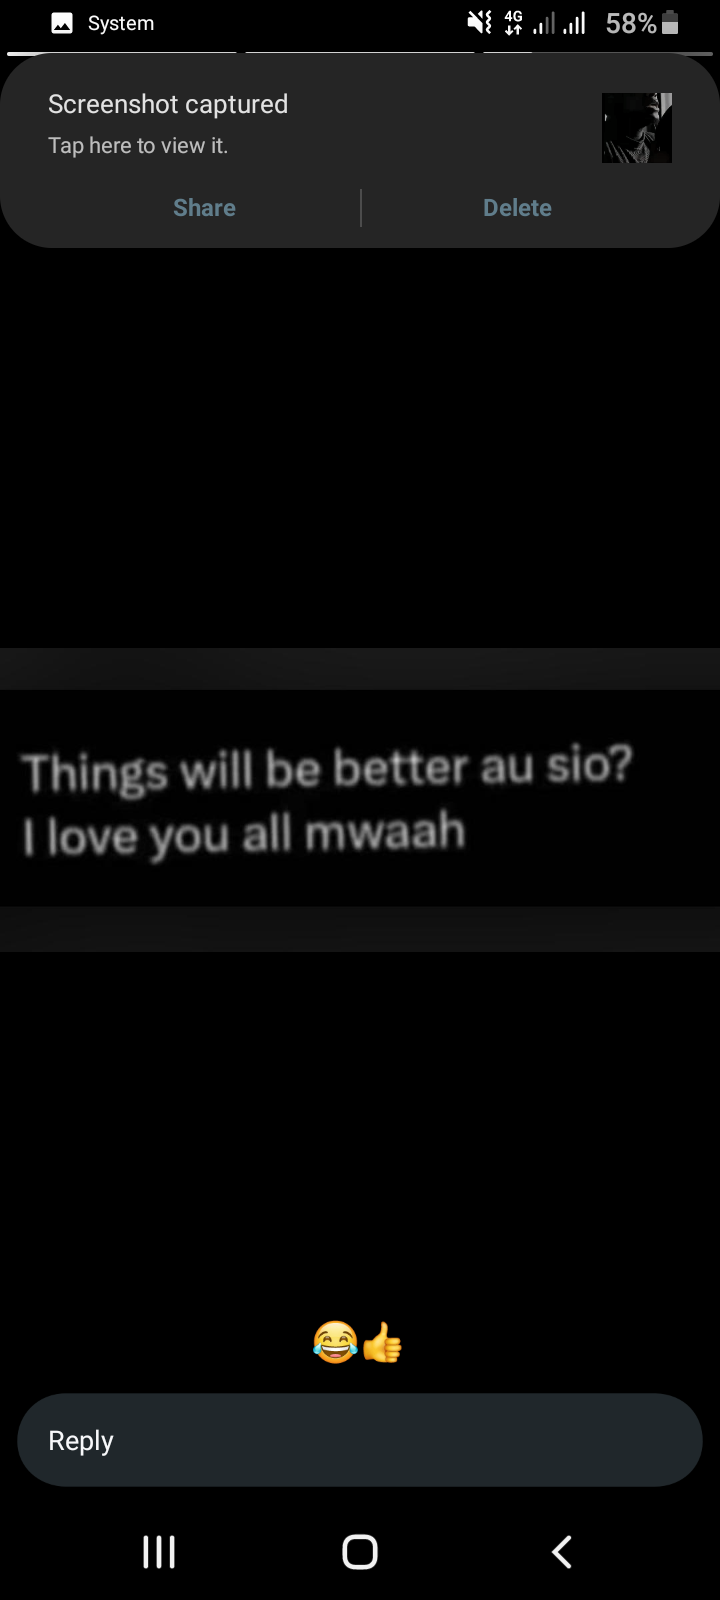 System
4G
58%
Screenshot captured
Tap here to view it.
Share
Delete
Things will be better au sio?
I love you all mwaah
😂👍
Reply